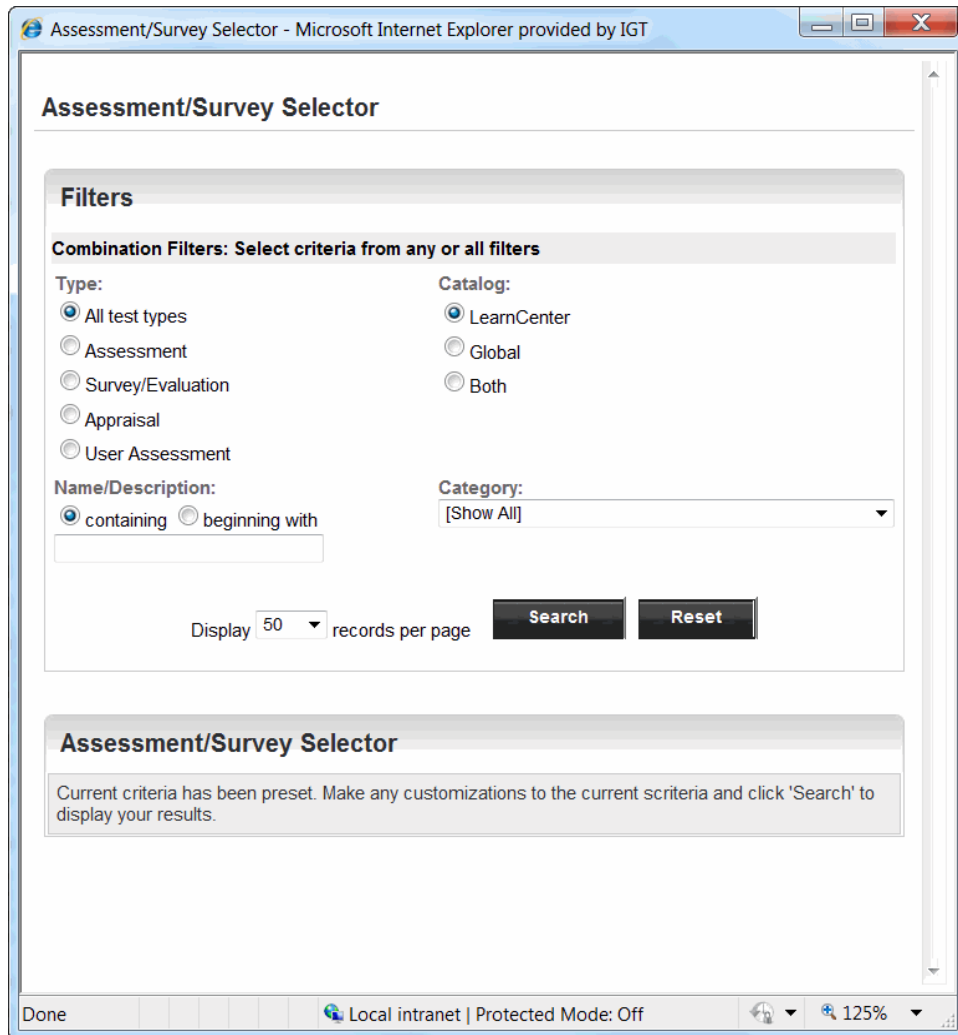 Assessment/Survey Selector - Microsoft Internet Explorer provided by IGT
Assessment/Survey Selector
Filters
Combination Filters: Select criteria from any or all filters
Type:
All test types
Assessment
Survey/Evaluation
Appraisal
User Assessment
Catalog:
LearnCenter
Global
Both
Name/Description:
containing beginning with
Category:
[Show All]
Display 50 records per page Search Reset
Assessment/Survey Selector
Current criteria has been preset. Make any customizations to the current scriteria and click 'Search' to
display your results.
Done Local intranet | Protected Mode: Off 125%